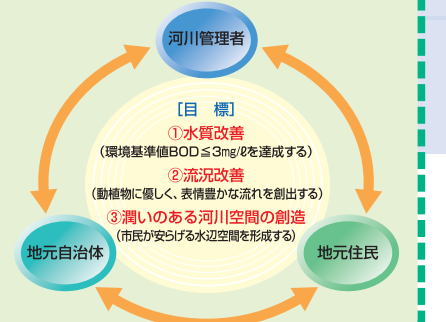 河川管理者
[目 標]
①水質改善
(環境基準値BOD≦3mg/ℓを達成する)
②流況改善
(動植物に優しく、表情豊かな流れを創出する)
③潤いのある河川空間の創造
(市民が安らげる水辺空間を形成する)
地元自治体
地元住民